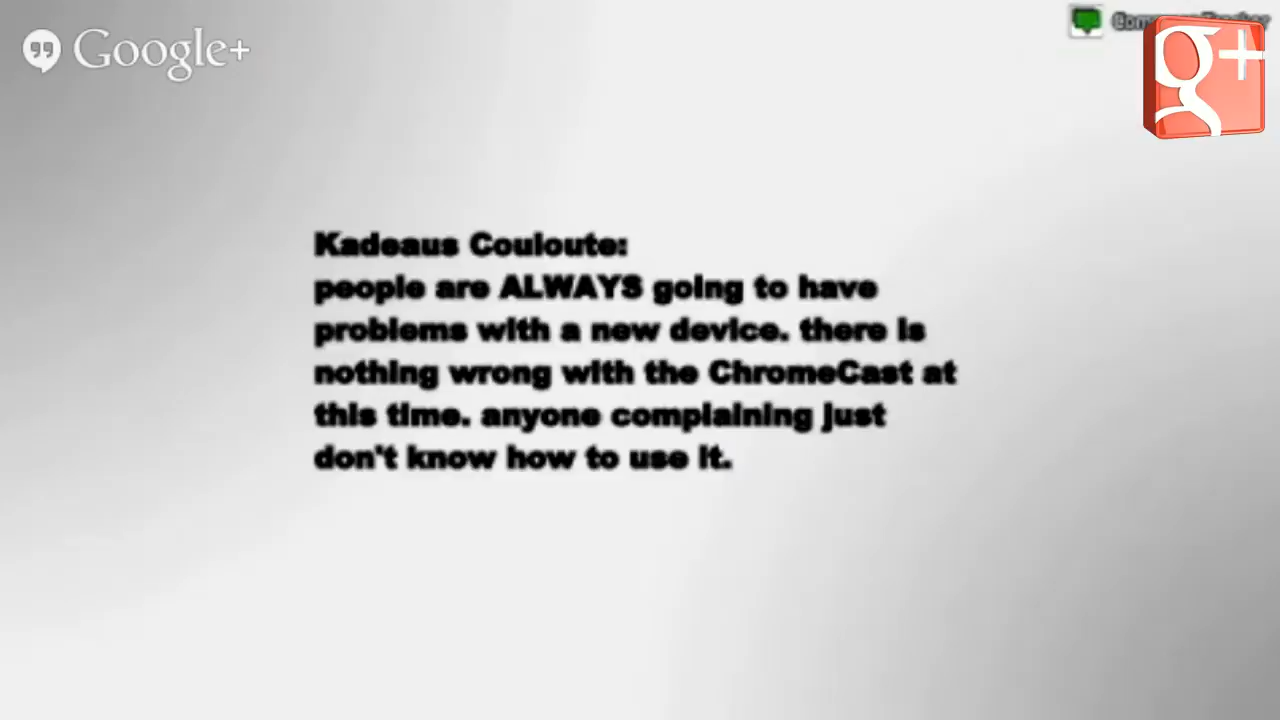 Google+
g+
Kadeaus Couloute:
people are ALWAYS going to have
problems with a new device. there is
nothing wrong with the ChromeCast at
this time. anyone complaining just
don't know how to use it.